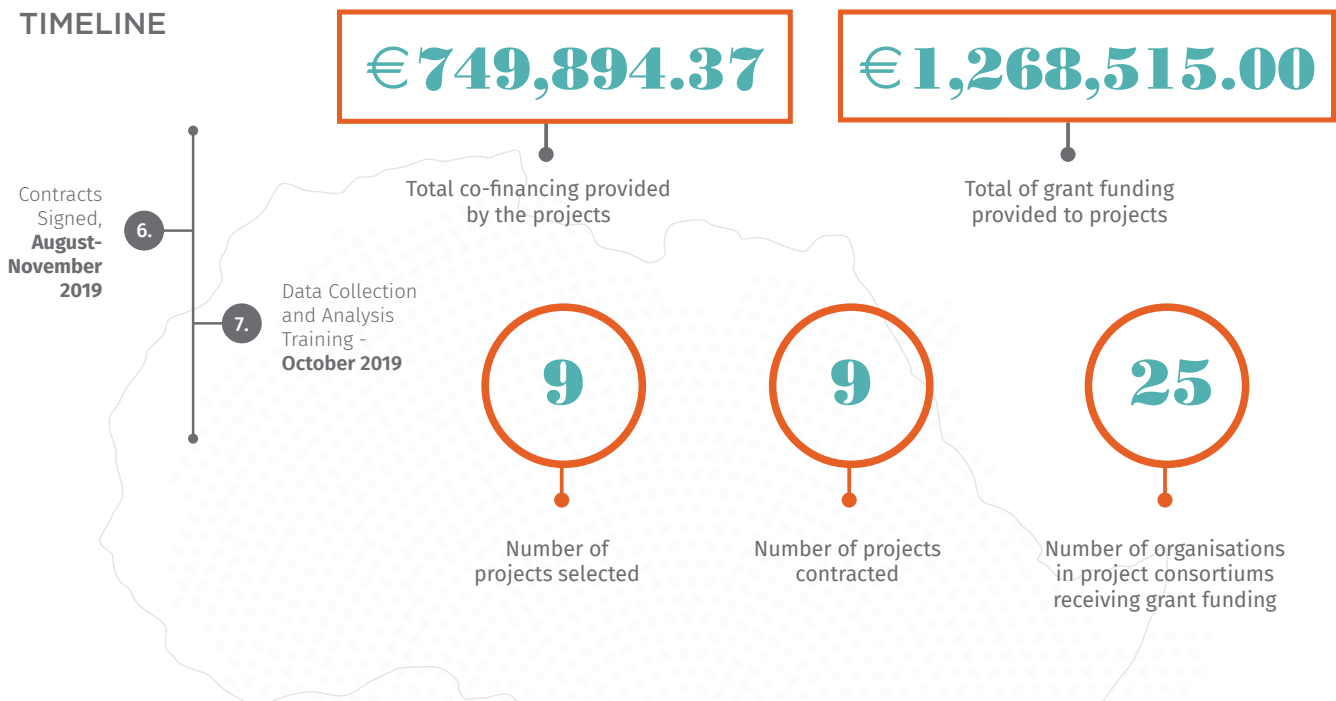 TIMELINE
€749,894.37
€1,268,515.00
Total co-financing provided
by the projects
Total of grant funding
provided to projects
Contracts
Signed,
August-
November
2019
6.
7.
Data Collection
and Analysis
Training -
October 2019
9
9
25
Number of
projects selected
Number of projects
contracted
Number of organisations
in project consortiums
receiving grant funding